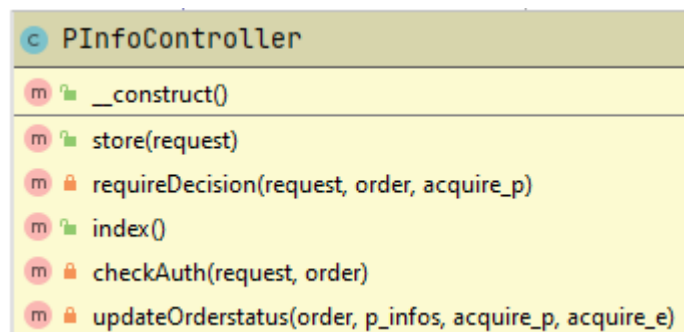 c PInfoController
m __construct()
m store(request)
m requireDecision(request, order, acquire_p)
m index()
m checkAuth(request, order)
m updateOrderstatus(order, p_infos, acquire_p, acquire_e)